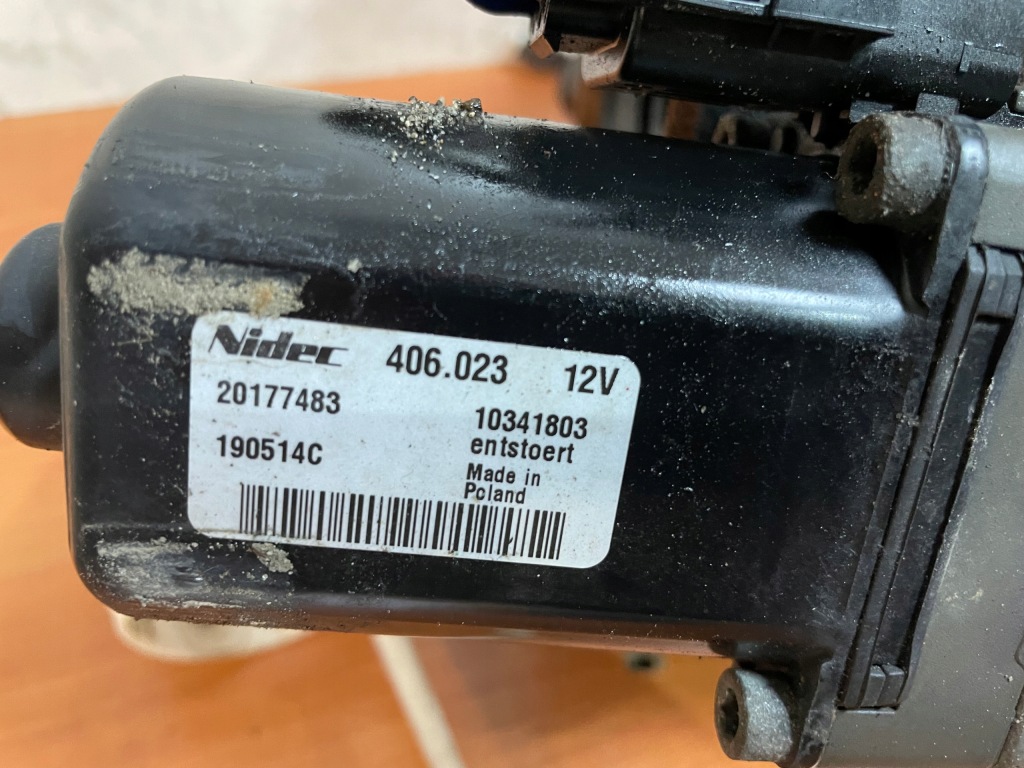 Nidec 406.023 12V
20177483 10341803
190514C entstoert
Made in
Poland